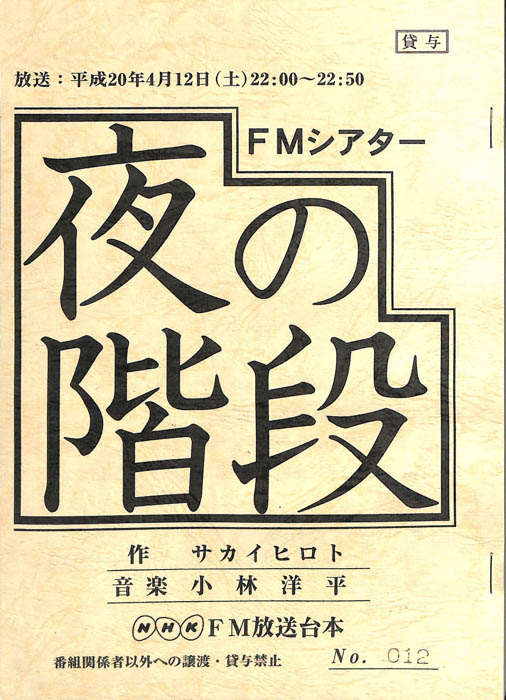 貸与
放送：平成20年4月12日（土）22:00～22:50
FMシアター
夜の
階段
作 サカイヒロト
音楽 小林洋平
NHK FM放送台本
番組関係者以外への譲渡・貸与禁止
No. 012